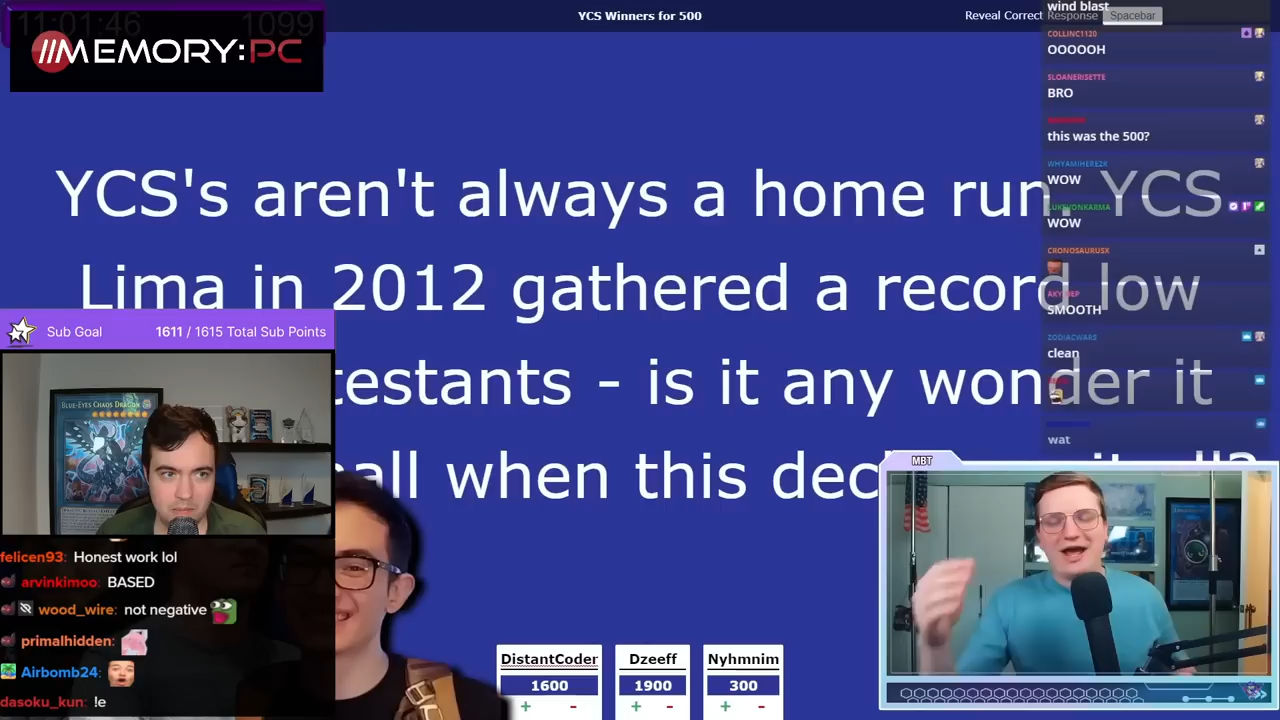 11:01:46
1099
//MEMORY:PC
YCS Winners for 500
Reveal Correct Response Spacebar
YCS's aren't always a home run. YCS
Lima in 2012 gathered a record low
testants - is it any wonder it
all when this dec
Sub Goal 1611 / 1615 Total Sub Points
BLUE-EYES CHAOS DRAGON
felicen93: Honest work lol
arvinkimoo: BASED
wood_wire: not negative
primalhidden:
Airbomb24:
dasoku_kun: !e
wind blast
COLLINC1120
OOOOOH
SLOANERISETTE
BRO
this was the 500?
WHYAMIHEREZK
WOW
LUKEVONKARMA
WOW
CRONOSAURUSX
SMOOTH
ZODIACWARS
clean
wat
MBT
DistantCoder
1600
+ -
Dzeeff
1900
+ -
Nyhmnim
300
+ -